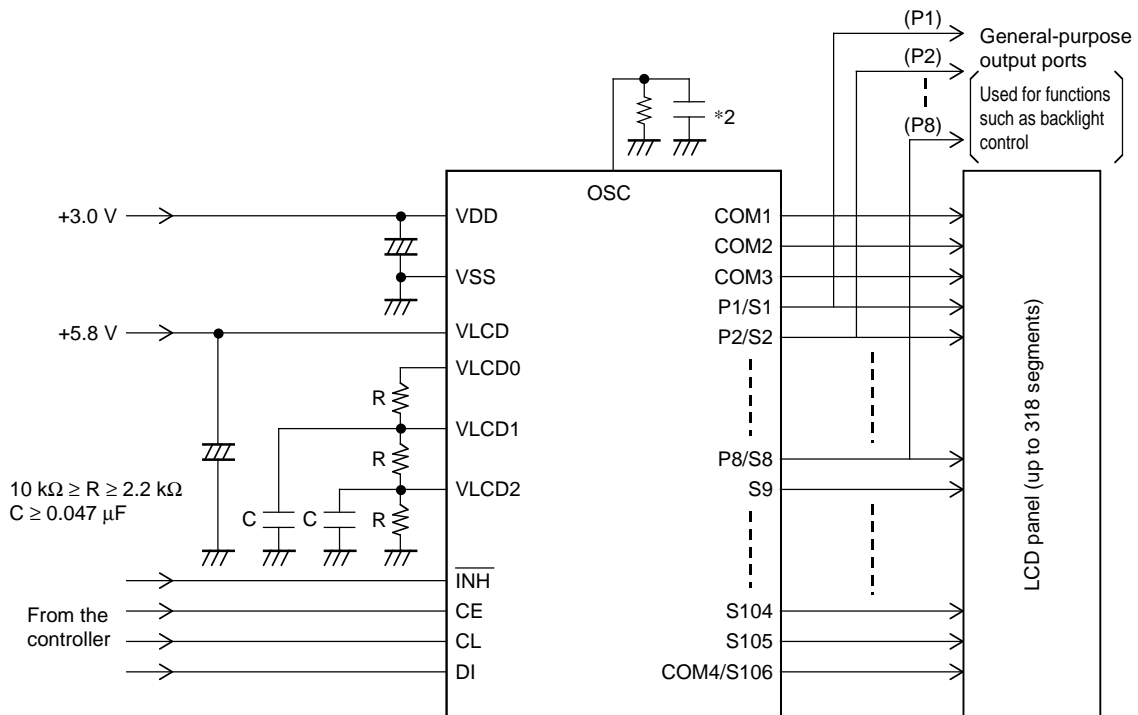 (P1)
General-purpose
output ports
(P2)
Used for functions
such as backlight
control
(P8)
*2
OSC
+3.0 V
VDD
VSS
+5.8 V
VLCD
VLCD0
R
VLCD1
R
VLCD2
C
C
R
10 kΩ ≥ R ≥ 2.2 kΩ
C ≥ 0.047 µF
From the
controller
INH
CE
CL
DI
COM1
COM2
COM3
P1/S1
P2/S2
P8/S8
S9
S104
S105
COM4/S106
LCD panel (up to 318 segments)